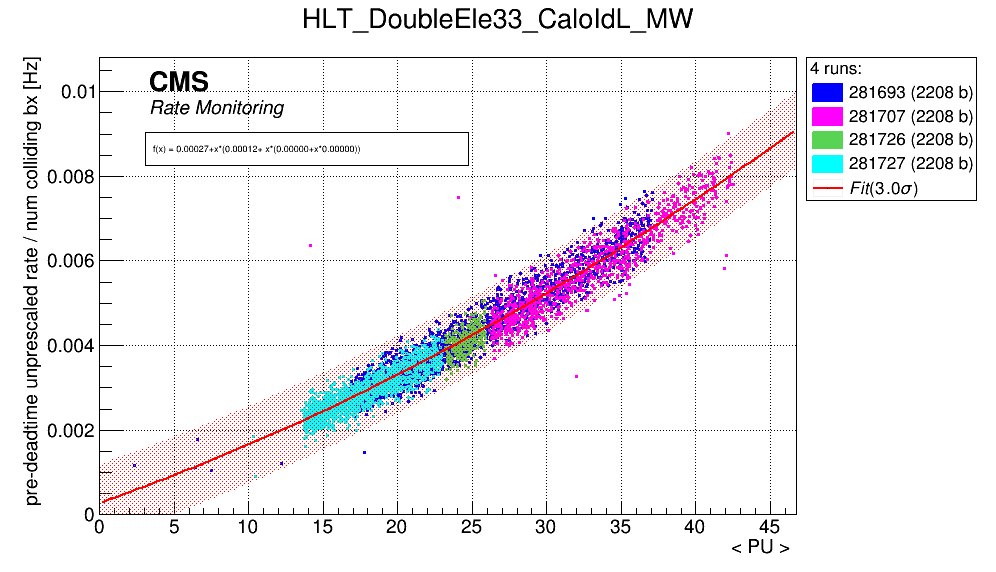 HLT_DoubleEle33_CaloIdL_MW
pre-deadtime unprescaled rate / num colliding bx [Hz]
CMS
Rate Monitoring
f(x) = 0.00027+x*(0.00012+ x*(0.00000+x*0.00000))
4 runs:
281693 (2208 b)
281707 (2208 b)
281726 (2208 b)
281727 (2208 b)
Fit(3.0σ)
0.01
0.008
0.006
0.004
0.002
0
0 5 10 15 20 25 30 35 40 45
< PU >